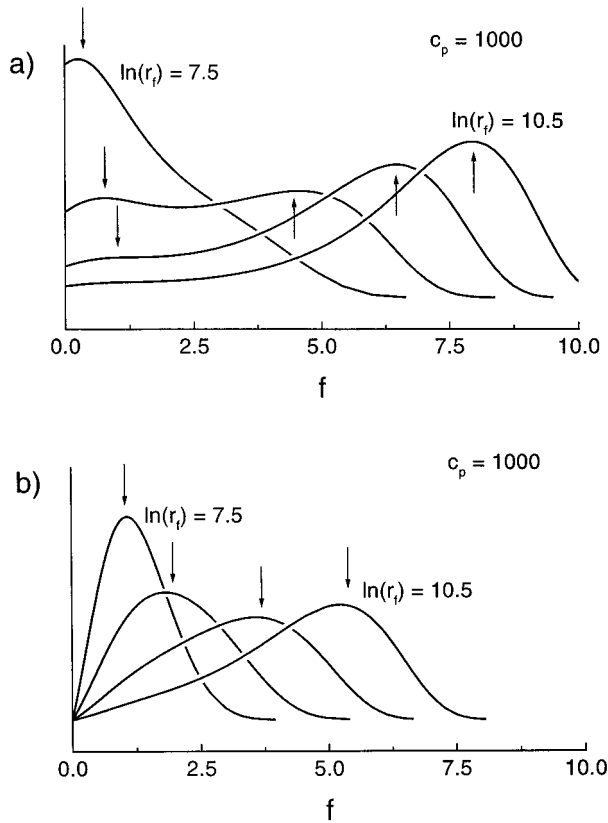 a)
c_p = 1000
ln(r_f) = 7.5
ln(r_f) = 10.5
0.0 2.5 5.0 7.5 10.0
f
b)
c_p = 1000
ln(r_f) = 7.5
ln(r_f) = 10.5
0.0 2.5 5.0 7.5 10.0
f